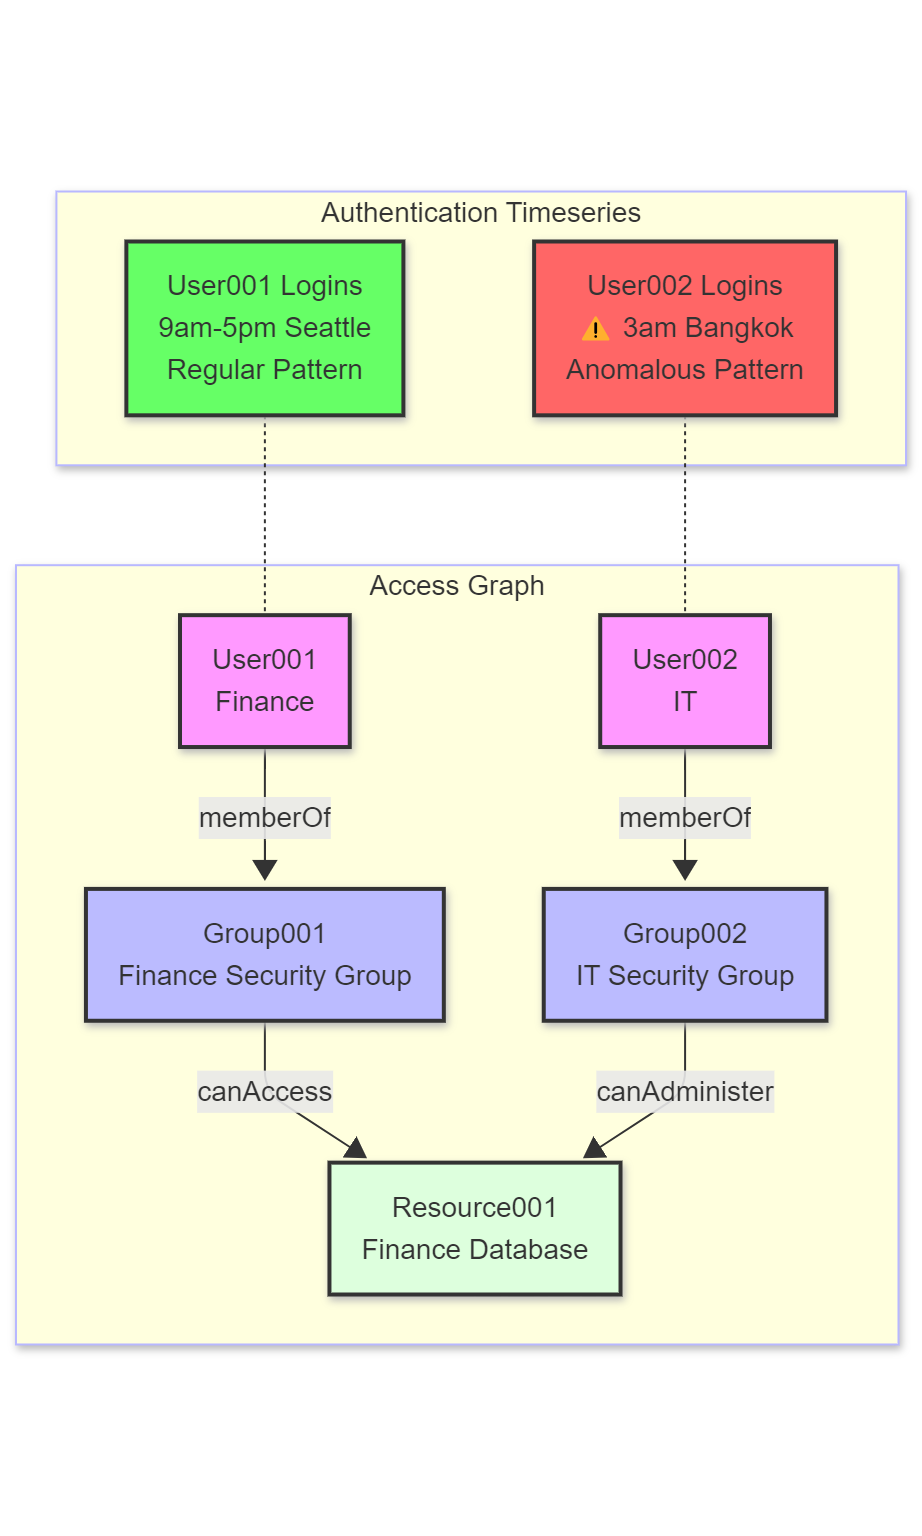 Authentication Timeseries
User001 Logins
9am-5pm Seattle
Regular Pattern
User002 Logins
⚠️ 3am Bangkok
Anomalous Pattern
Access Graph
User001
Finance
User002
IT
memberOf
memberOf
Group001
Finance Security Group
Group002
IT Security Group
canAccess
canAdminister
Resource001
Finance Database